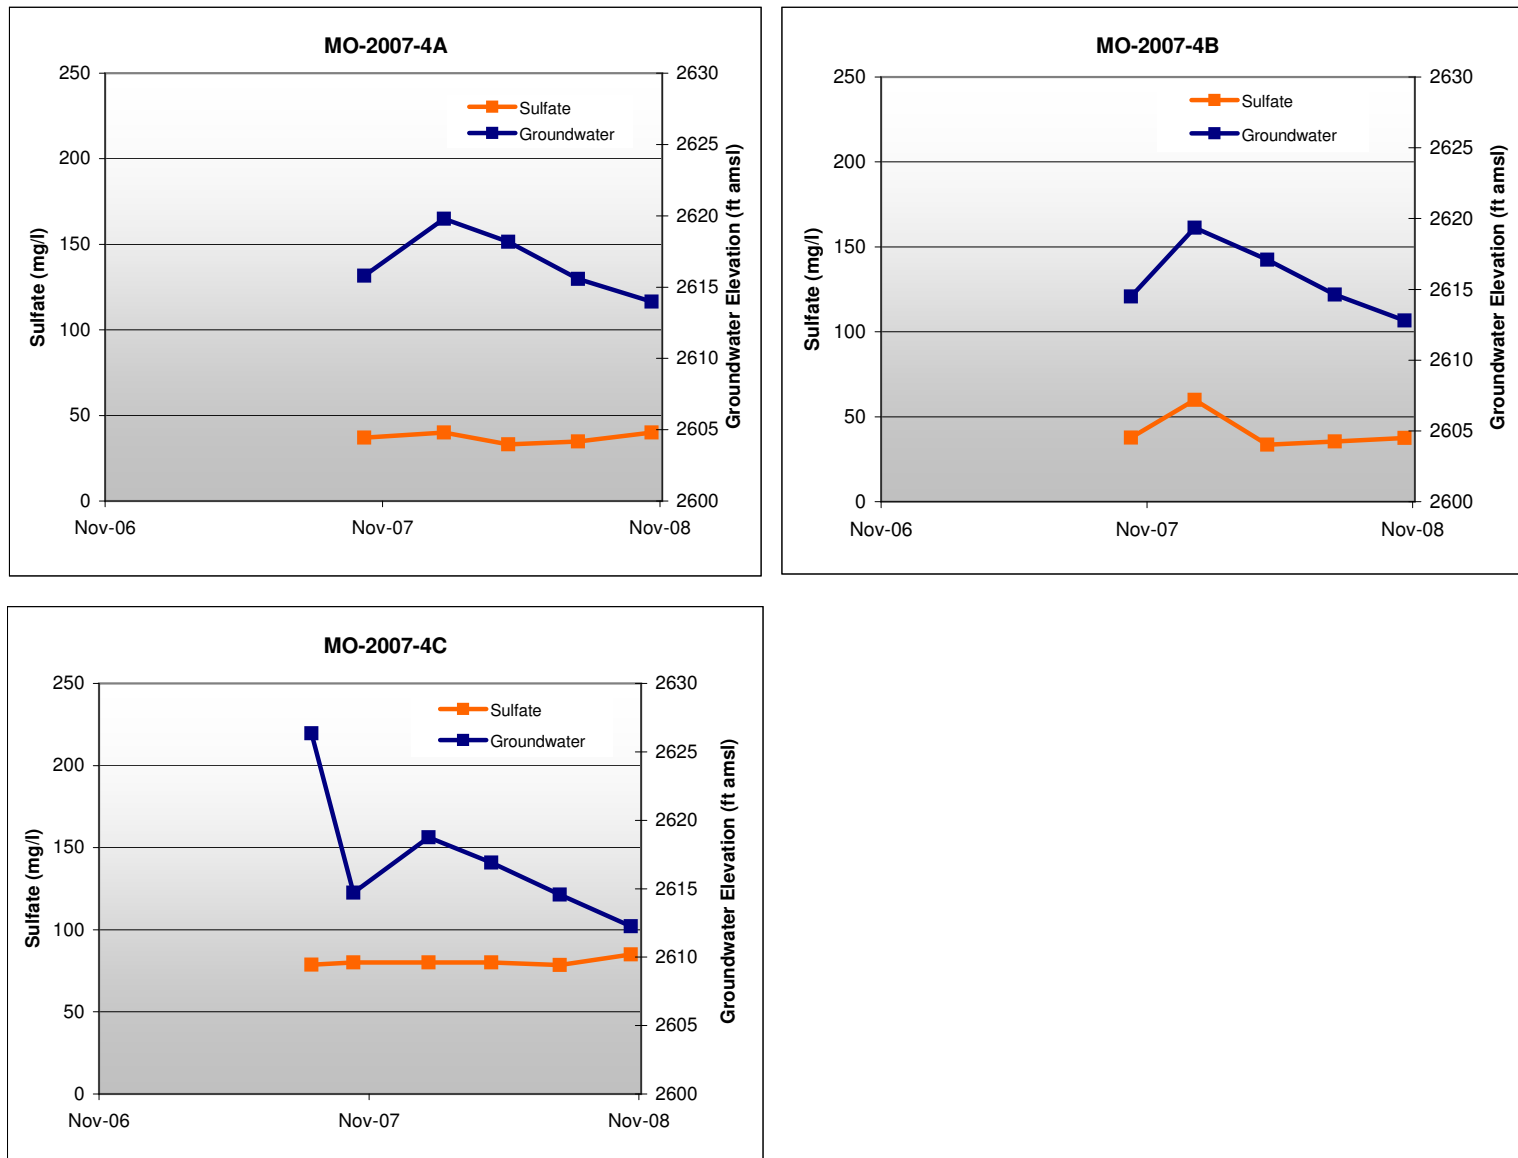 MO-2007-4A
250
200
150
100
50
0
Sulfate (mg/l)
2630
2625
2620
2615
2610
2605
2600
Groundwater Elevation (ft amsl)
Sulfate
Groundwater
Nov-06 Nov-07 Nov-08
MO-2007-4B
250
200
150
100
50
0
Sulfate (mg/l)
2630
2625
2620
2615
2610
2605
2600
Groundwater Elevation (ft amsl)
Sulfate
Groundwater
Nov-06 Nov-07 Nov-08
MO-2007-4C
250
200
150
100
50
0
Sulfate (mg/l)
2630
2625
2620
2615
2610
2605
2600
Groundwater Elevation (ft amsl)
Sulfate
Groundwater
Nov-06 Nov-07 Nov-08